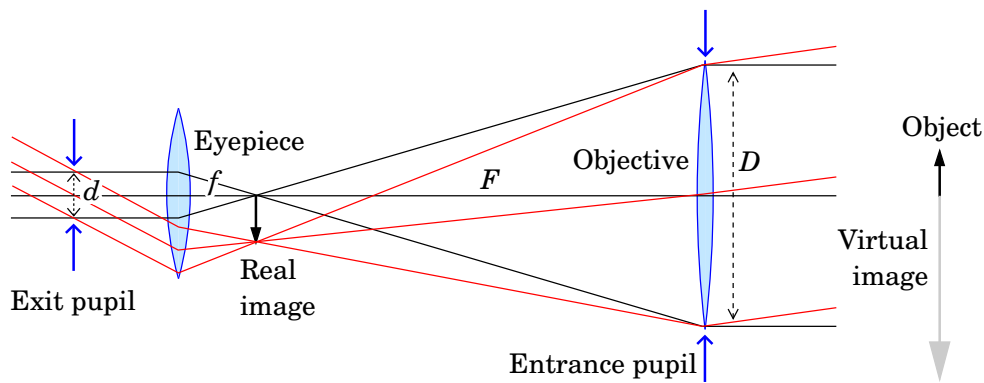 Object
Eyepiece
Objective
D
d
f
F
Virtual
image
Real
image
Exit pupil
Entrance pupil